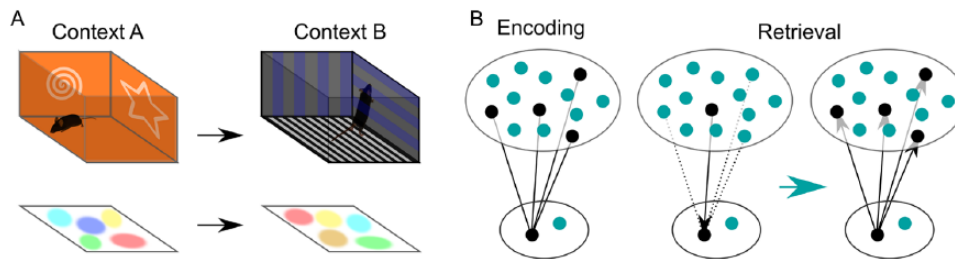 A
Context A
Context B
B
Encoding
Retrieval